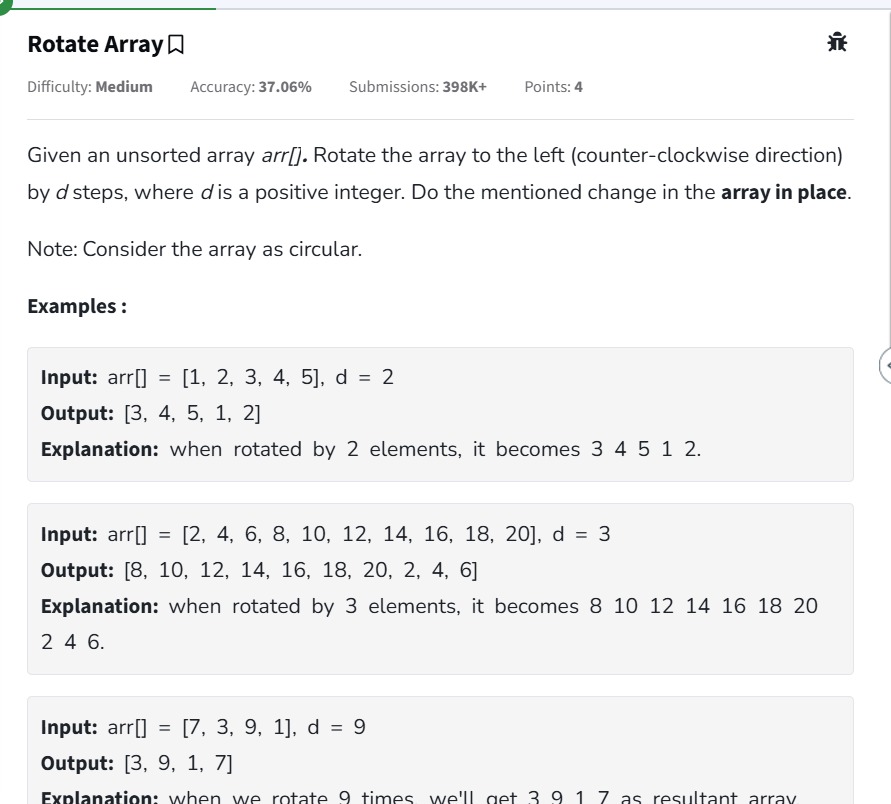 Rotate Array
Difficulty: Medium Accuracy: 37.06% Submissions: 398K+ Points: 4
Given an unsorted array arr[]. Rotate the array to the left (counter-clockwise direction)
by d steps, where d is a positive integer. Do the mentioned change in the array in place.
Note: Consider the array as circular.
Examples :
Input: arr[] = [1, 2, 3, 4, 5], d = 2
Output: [3, 4, 5, 1, 2]
Explanation: when rotated by 2 elements, it becomes 3 4 5 1 2.
Input: arr[] = [2, 4, 6, 8, 10, 12, 14, 16, 18, 20], d = 3
Output: [8, 10, 12, 14, 16, 18, 20, 2, 4, 6]
Explanation: when rotated by 3 elements, it becomes 8 10 12 14 16 18 20
2 4 6.
Input: arr[] = [7, 3, 9, 1], d = 9
Output: [3, 9, 1, 7]
Explanation: when we rotate 9 times, we'll get 3 9 1 7 as resultant array.